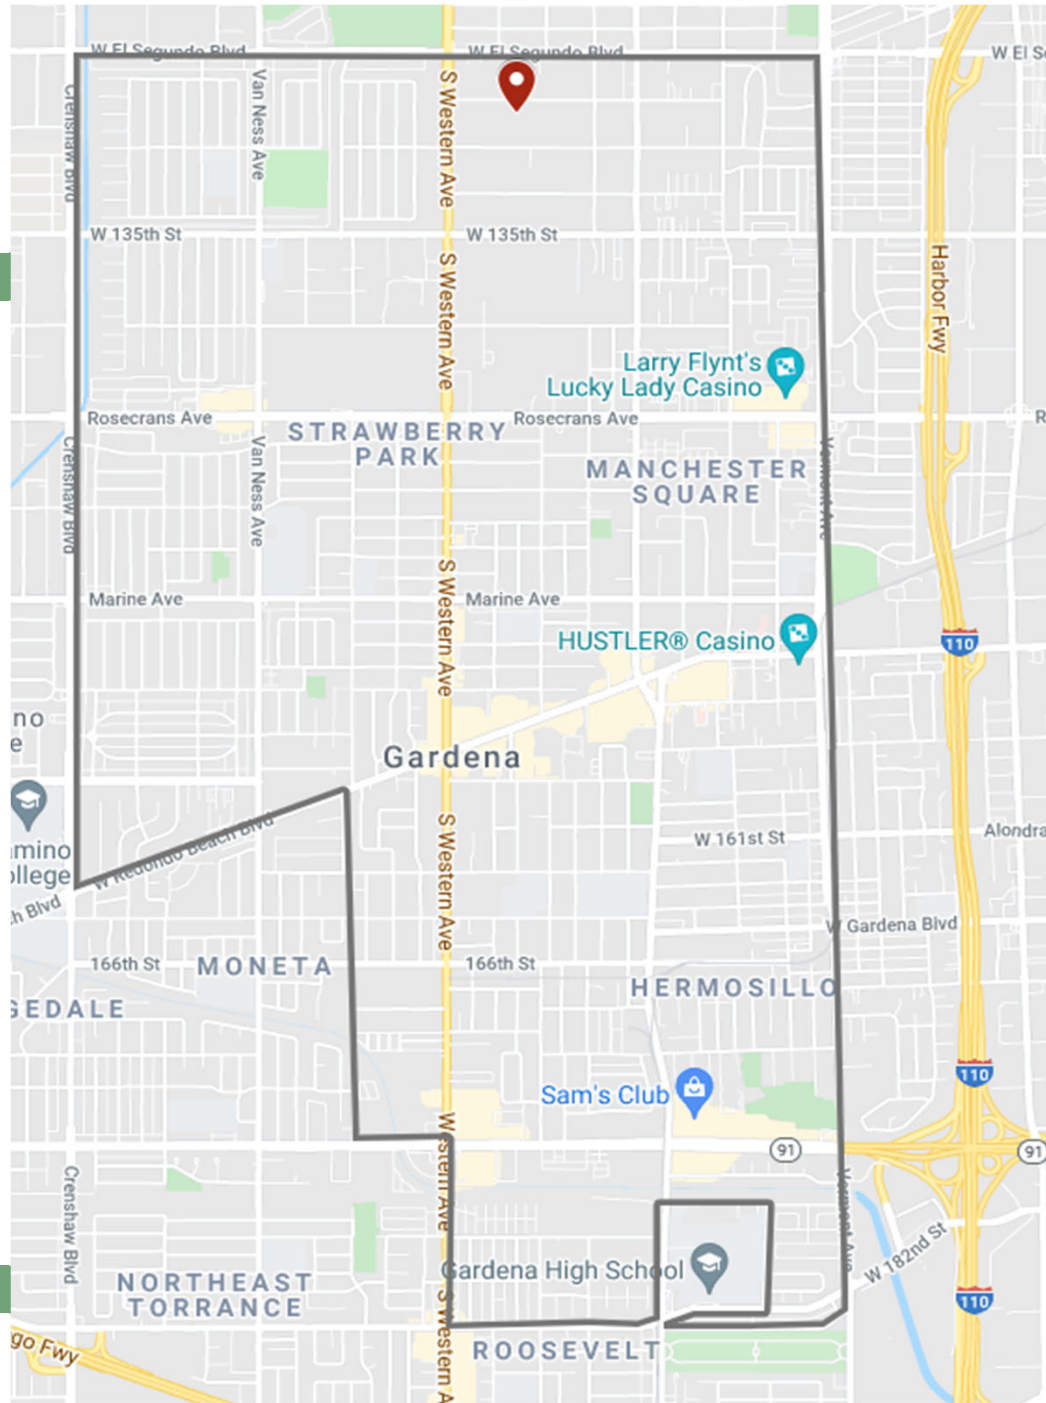 W El Segundo Blvd
W El Segundo Blvd
W El Se
Crenshaw Blvd
Van Ness Ave
S Western Ave
W 135th St
W 135th St
S Western Ave
Harbor Fwy
Larry Flynt's
Lucky Lady Casino
Rosecrans Ave
Rosecrans Ave
R
STRAWBERRY
PARK
MANCHESTER
SQUARE
Crenshaw Blvd
Van Ness Ave
Vermont Ave
Marine Ave
Marine Ave
S Western Ave
HUSTLER® Casino
110
no
e
Gardena
W 161st St
Alondra
amino
ollege
W Redondo Beach Blvd
S Western Ave
h Blvd
W Gardena Blvd
166th St
MONETA
166th St
HERMOSILLO
GEDALE
110
Sam's Club
91
91
Western Ave
Crenshaw Blvd
Vermont Ave
W 182nd St
Gardena High School
NORTHEAST
TORRANCE
110
S Western A
ROOSEVELT
go Fwy